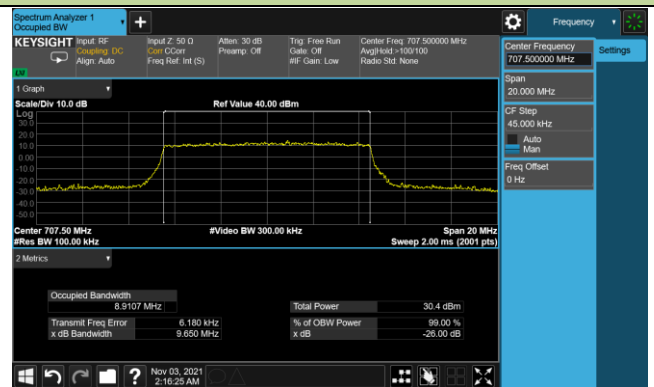 Spectrum Analyzer 1
Occupied BW
Frequency
KEYSIGHT
Input: RF
Coupling: DC
Align: Auto
Input Z: 50 Ω
Corr CCorr
Freq Ref: Int (S)
Atten: 30 dB
Preamp: Off
Trig: Free Run
Gate: Off
#IF Gain: Low
Center Freq: 707.500000 MHz
Avg|Hold:>100/100
Radio Std: None
LXI
Center Frequency
707.500000 MHz
Settings
Span
20.000 MHz
CF Step
45.000 kHz
Auto
Man
Freq Offset
0 Hz
1 Graph
Scale/Div 10.0 dB
Ref Value 40.00 dBm
Log
30.0
20.0
10.0
0.00
-10.0
-20.0
-30.0
-40.0
-50.0
Center 707.50 MHz
#Video BW 300.00 kHz
Span 20 MHz
#Res BW 100.00 kHz
Sweep 2.00 ms (2001 pts)
2 Metrics
Occupied Bandwidth
8.9107 MHz
Total Power
30.4 dBm
Transmit Freq Error
6.180 kHz
% of OBW Power
99.00 %
x dB Bandwidth
9.650 MHz
x dB
-26.00 dB
?
Nov 03, 2021
2:16:25 AM